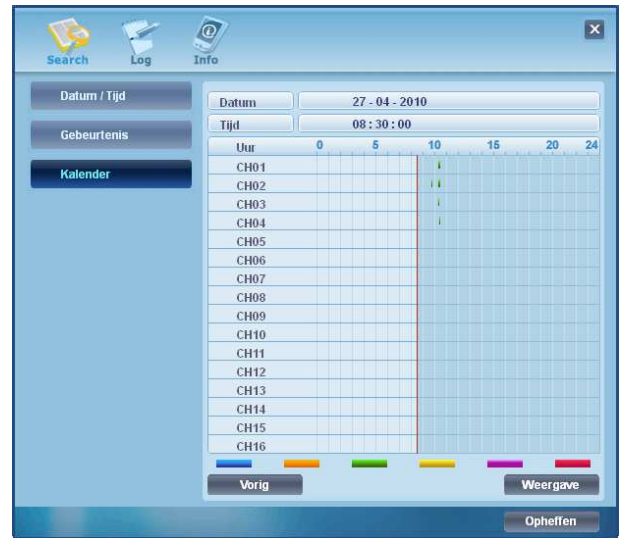 Search Log Info
Datum / Tijd
Gebeurtenis
Kalender
Datum 27 - 04 - 2010
Tijd 08 : 30 : 00
Uur 0 5 10 15 20 24
CH01
CH02
CH03
CH04
CH05
CH06
CH07
CH08
CH09
CH10
CH11
CH12
CH13
CH14
CH15
CH16
Vorig Weergave
Opheffen